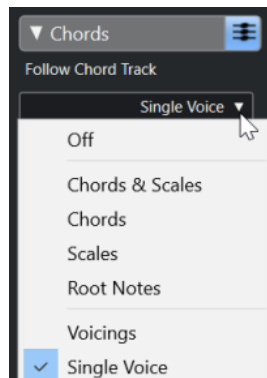 Chords
Follow Chord Track
Single Voice
Off
Chords & Scales
Chords
Scales
Root Notes
Voicings
Single Voice